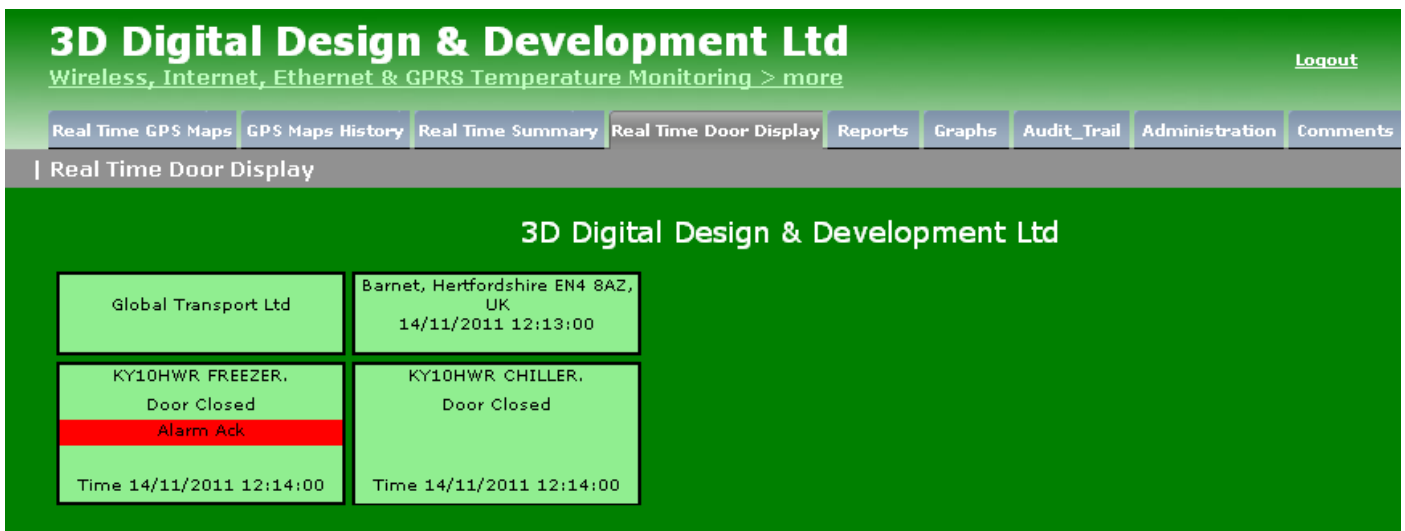 3D Digital Design & Development Ltd
Logout
Wireless, Internet, Ethernet & GPRS Temperature Monitoring > more
Real Time GPS Maps GPS Maps History Real Time Summary Real Time Door Display Reports Graphs Audit_Trail Administration Comments
| Real Time Door Display
3D Digital Design & Development Ltd
Global Transport Ltd
Barnet, Hertfordshire EN4 8AZ,
UK
14/11/2011 12:13:00
KY10HWR FREEZER.
Door Closed
Alarm Ack
Time 14/11/2011 12:14:00
KY10HWR CHILLER.
Door Closed
Time 14/11/2011 12:14:00